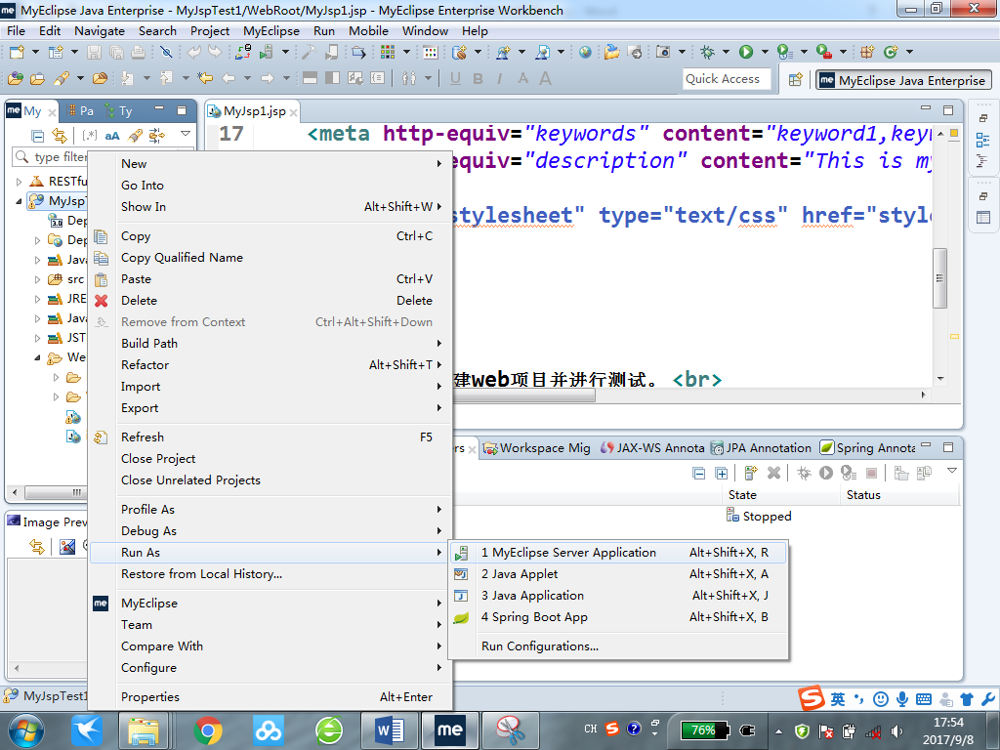 MyEclipse Java Enterprise - MyJspTest1/WebRoot/MyJsp1.jsp - MyEclipse Enterprise Workbench
File Edit Navigate Search Project MyEclipse Run Mobile Window Help
Quick Access
me MyEclipse Java Enterprise
me My Pa Ty
MyJsp1.jsp
17 <meta http-equiv="keywords" content="keyword1,key
equiv="description" content="This is my
stylesheet" type="text/css" href="style
建web项目并进行测试。 <br>
type filter
RESTfu
MyJspT
Dep
Dep
Java
src
JRE
Java
JST
We
New
Go Into
Show In Alt+Shift+W
Copy Ctrl+C
Copy Qualified Name
Paste Ctrl+V
Delete Delete
Remove from Context Ctrl+Alt+Shift+Down
Build Path
Refactor Alt+Shift+T
Import
Export
Refresh F5
Close Project
Close Unrelated Projects
Profile As
Debug As
Run As
Restore from Local History...
me MyEclipse
Team
Compare With
Configure
Properties Alt+Enter
1 MyEclipse Server Application Alt+Shift+X, R
2 Java Applet Alt+Shift+X, A
3 Java Application Alt+Shift+X, J
4 Spring Boot App Alt+Shift+X, B
Run Configurations...
rs Workspace Mig JAX-WS Annota JPA Annotation Spring Annota
State Status
Stopped
Image Prev
MyJspTest1
英
W me CH 76%
17:54
2017/9/8